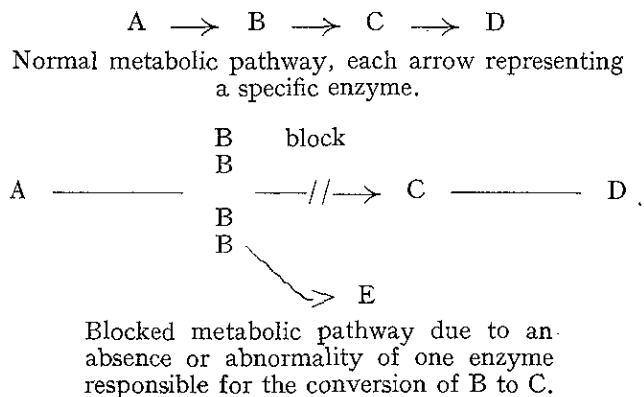 A → B → C → D
Normal metabolic pathway, each arrow representing
a specific enzyme.
B block
B
A // → C D
B
B
E
Blocked metabolic pathway due to an
absence or abnormality of one enzyme
responsible for the conversion of B to C.